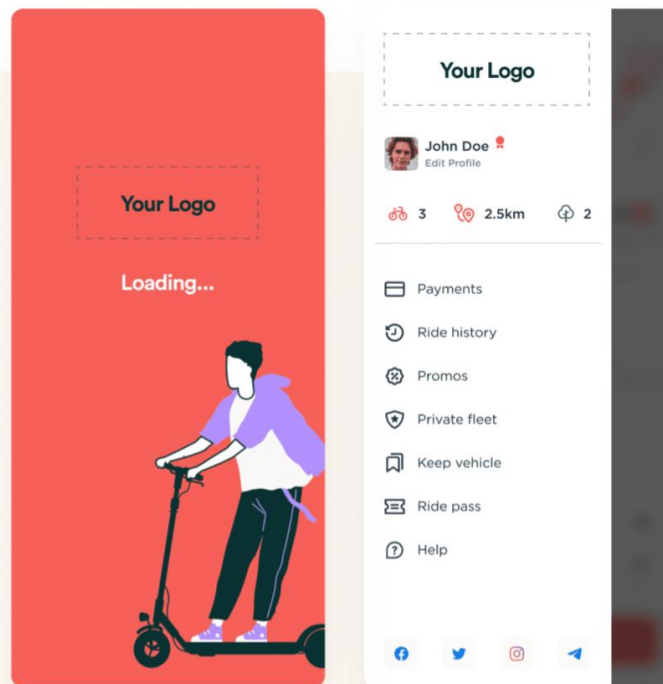 Your Logo
Loading...
Your Logo
John Doe
Edit Profile
3
2.5km
2
Payments
Ride history
Promos
Private fleet
Keep vehicle
Ride pass
Help